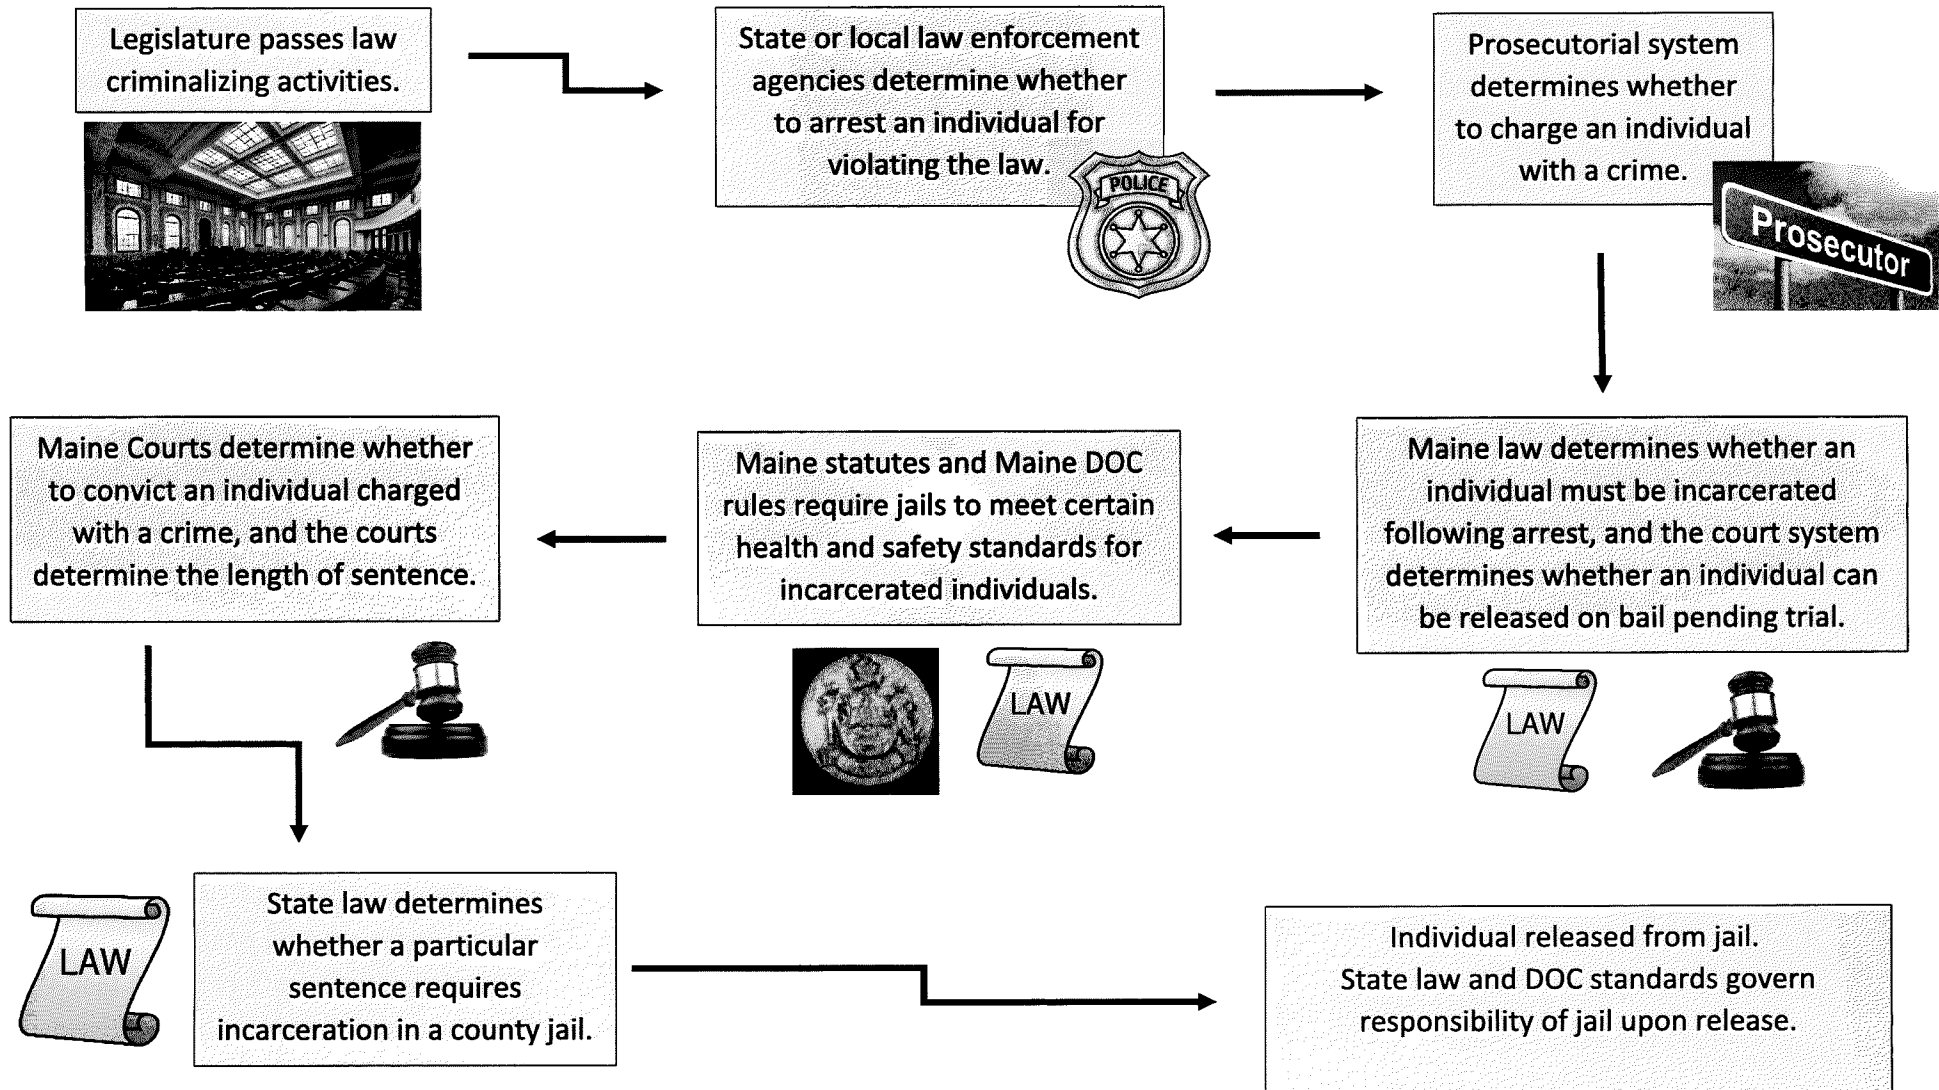 Legislature passes law
criminalizing activities.
State or local law enforcement
agencies determine whether
to arrest an individual for
violating the law.
POLICE
Prosecutorial system
determines whether
to charge an individual
with a crime.
Prosecutor
Maine law determines whether an
individual must be incarcerated
following arrest, and the court system
determines whether an individual can
be released on bail pending trial.
LAW
Maine statutes and Maine DOC
rules require jails to meet certain
health and safety standards for
incarcerated individuals.
LAW
Maine Courts determine whether
to convict an individual charged
with a crime, and the courts
determine the length of sentence.
LAW
State law determines
whether a particular
sentence requires
incarceration in a county jail.
Individual released from jail.
State law and DOC standards govern
responsibility of jail upon release.